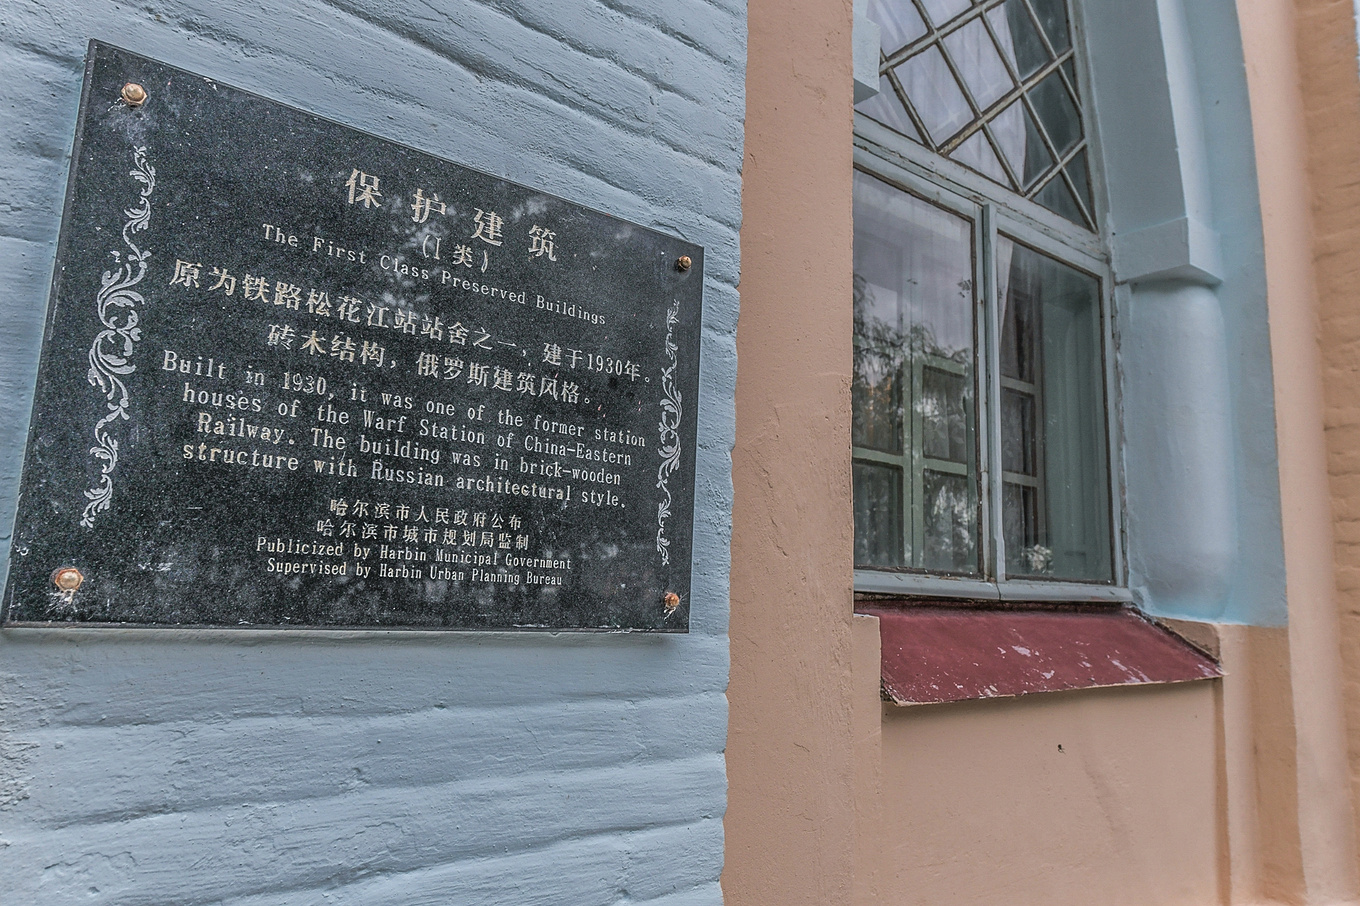 保护建筑
(I类)
The First Class Preserved Buildings
原为铁路松花江站站舍之一，建于1930年。
砖木结构，俄罗斯建筑风格。
Built in 1930, it was one of the former station
houses of the Warf Station of China-Eastern
Railway. The building was in brick-wooden
structure with Russian architectural style.
哈尔滨市人民政府公布
哈尔滨市城市规划局监制
Publicized by Harbin Municipal Government
Supervised by Harbin Urban Planning Bureau